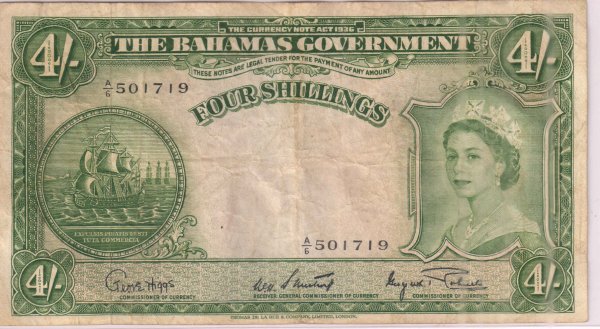 THE CURRENCY NOTE ACT 1936
4/- THE BAHAMAS GOVERNMENT 4/-
THESE NOTES ARE LEGAL TENDER FOR THE PAYMENT OF ANY AMOUNT
A/6 501719
FOUR SHILLINGS
EXPULSIS PIRATIS RESTI
TUTA COMMERCIA
A/6 501719
4/- 4/-
COMMISSIONER OF CURRENCY RECEIVER GENERAL-COMMISSIONER OF CURRENCY COMMISSIONER OF CURRENCY
THOMAS DE LA RUE & COMPANY, LIMITED, LONDON.